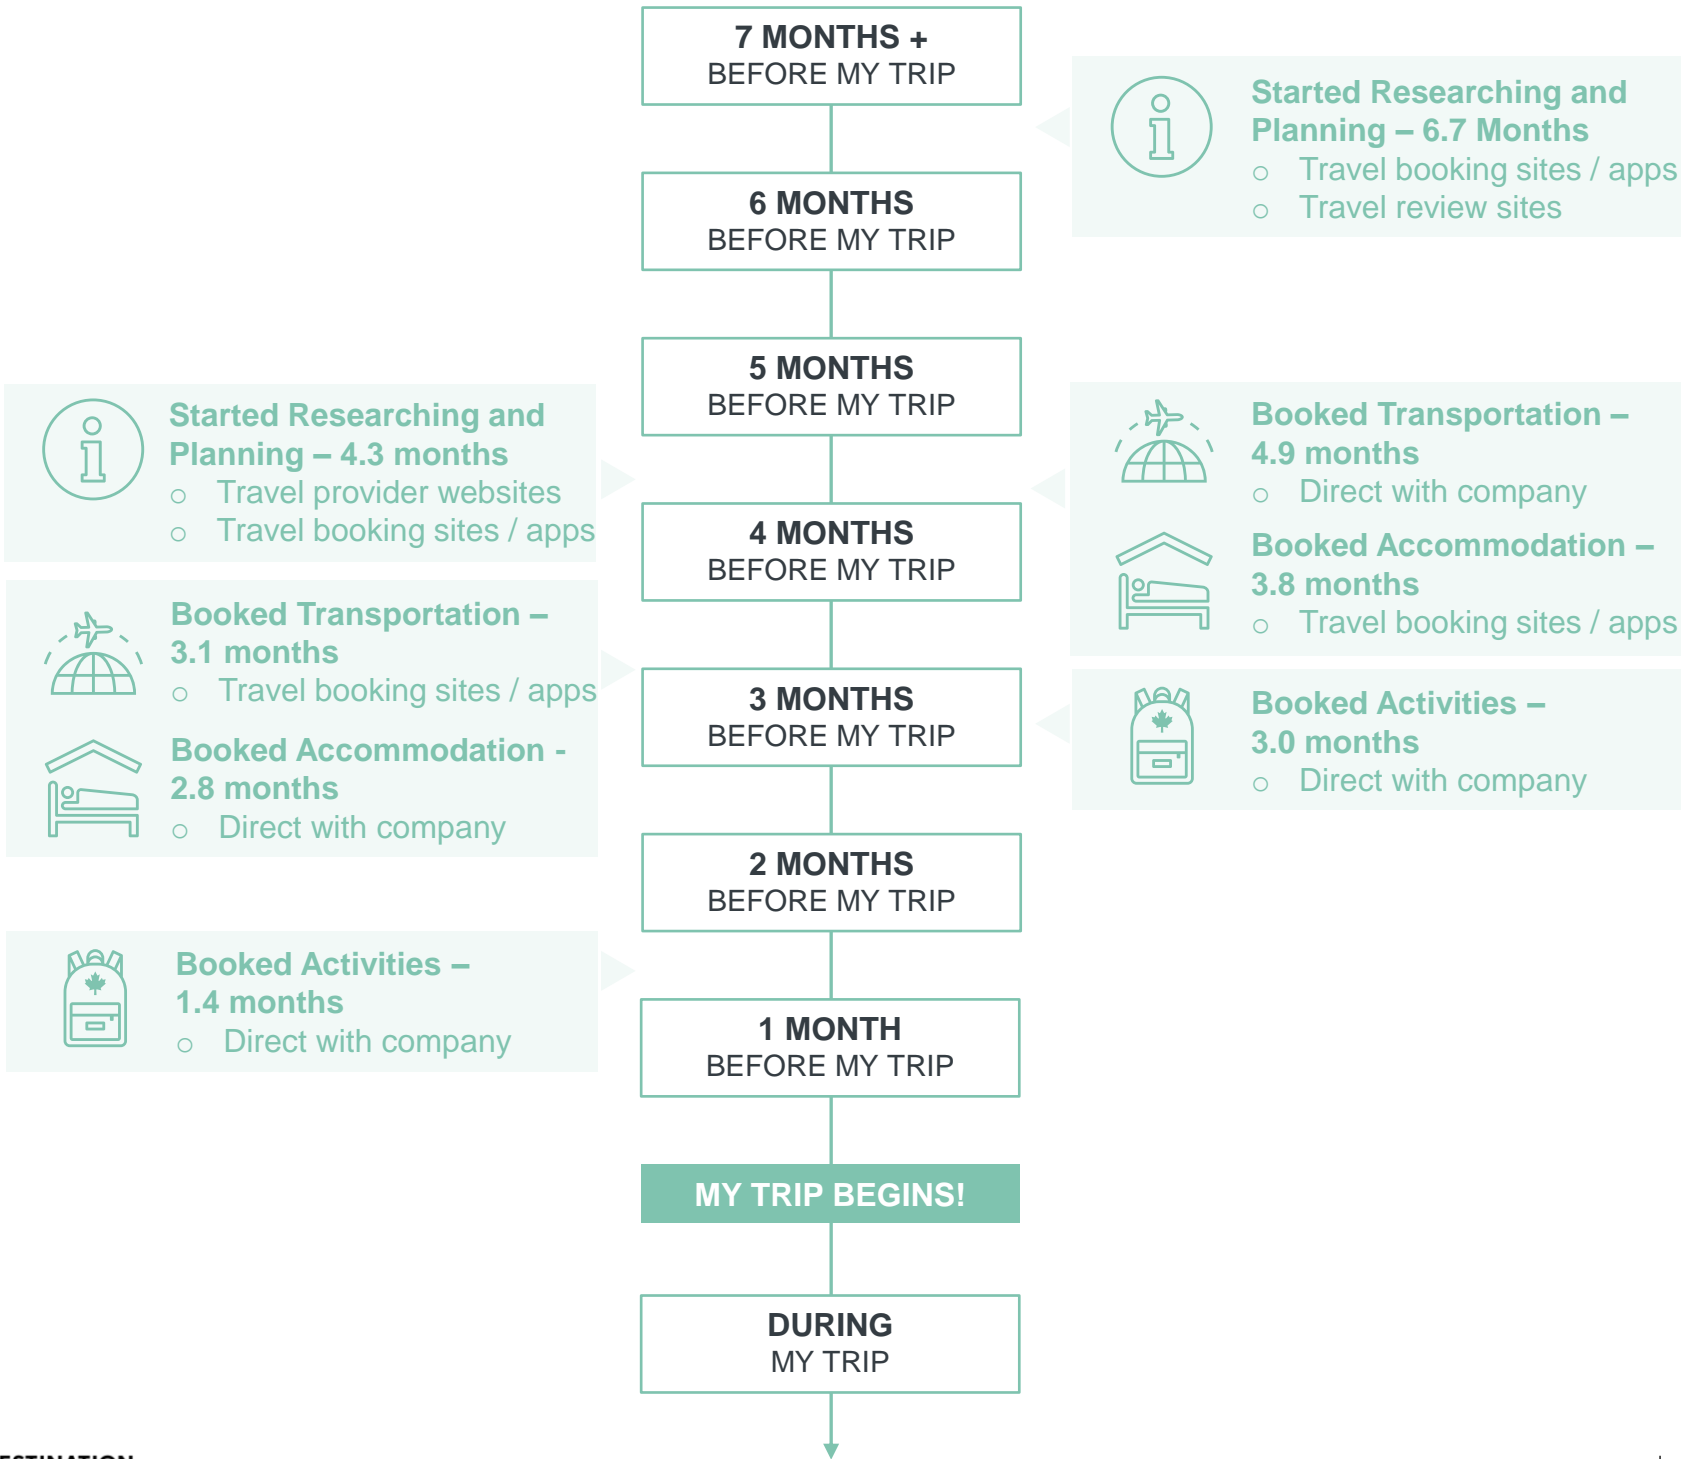 7 MONTHS +
BEFORE MY TRIP
Started Researching and
Planning – 6.7 Months
o Travel booking sites / apps
o Travel review sites
6 MONTHS
BEFORE MY TRIP
5 MONTHS
BEFORE MY TRIP
Started Researching and
Planning – 4.3 months
o Travel provider websites
o Travel booking sites / apps
Booked Transportation –
4.9 months
o Direct with company
Booked Accommodation –
3.8 months
o Travel booking sites / apps
4 MONTHS
BEFORE MY TRIP
Booked Transportation –
3.1 months
o Travel booking sites / apps
Booked Accommodation -
2.8 months
o Direct with company
3 MONTHS
BEFORE MY TRIP
Booked Activities –
3.0 months
o Direct with company
2 MONTHS
BEFORE MY TRIP
Booked Activities –
1.4 months
o Direct with company
1 MONTH
BEFORE MY TRIP
MY TRIP BEGINS!
DURING
MY TRIP